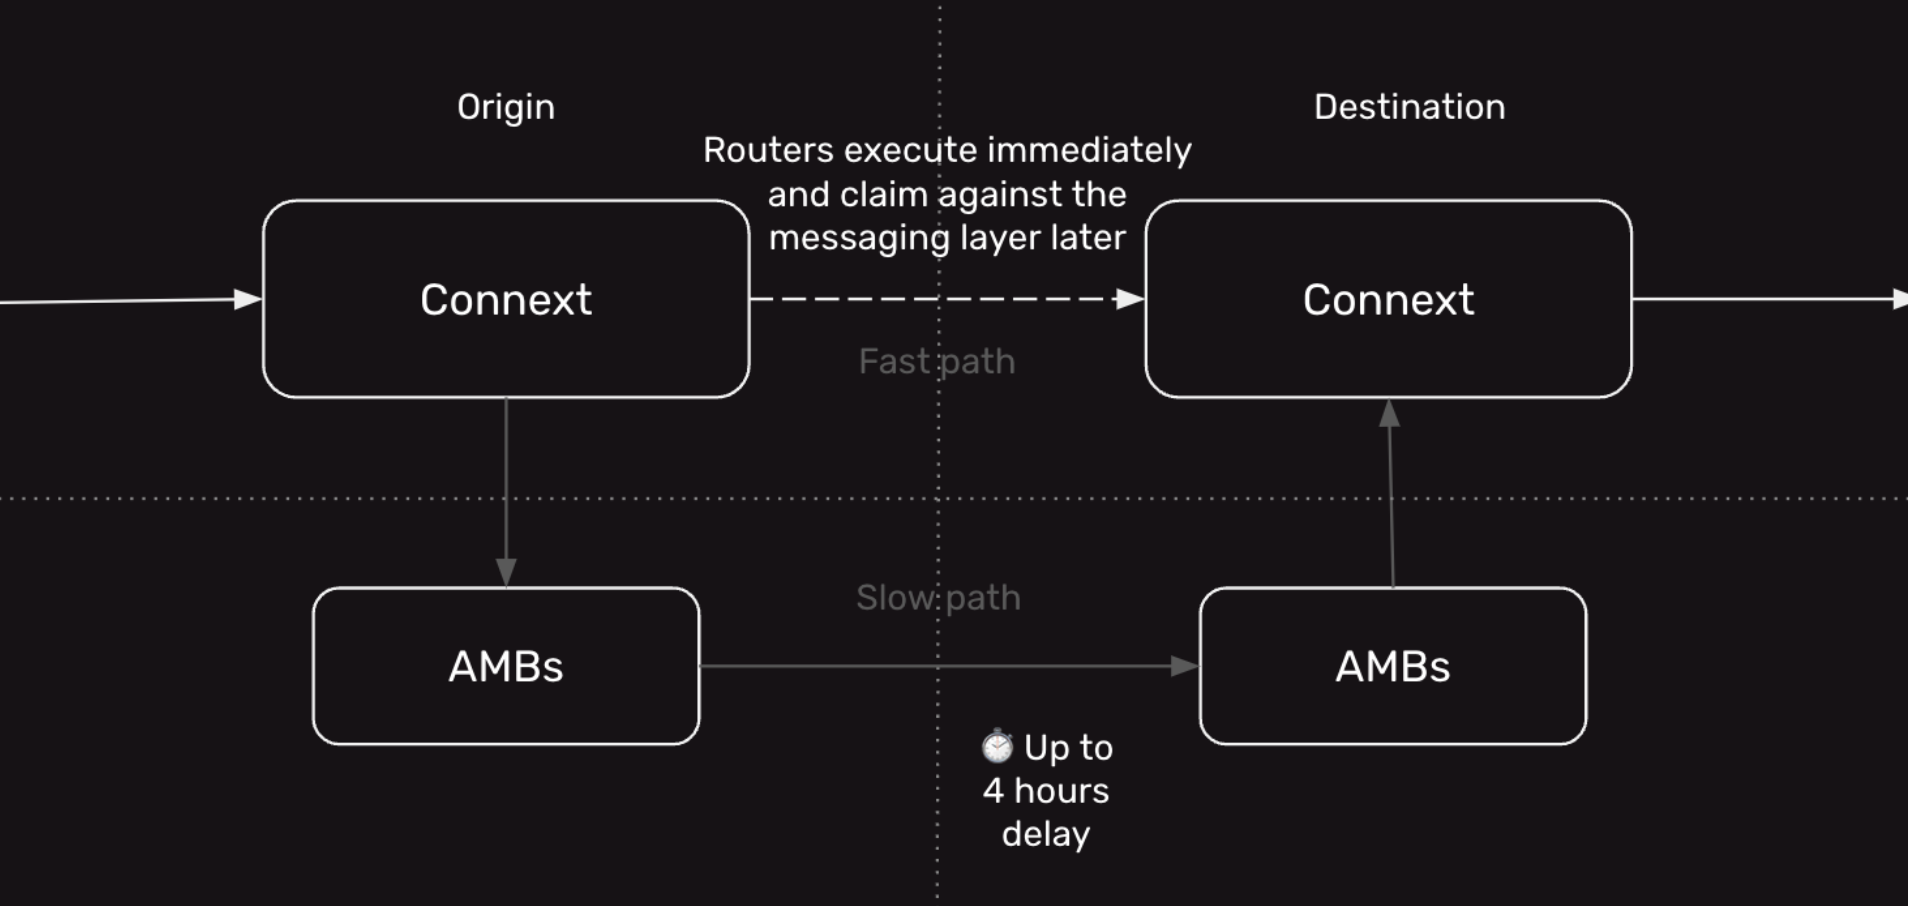 Origin
Destination
Routers execute immediately
and claim against the
messaging layer later
Connext
Connext
Fast path
Slow path
AMBs
AMBs
Up to
4 hours
delay